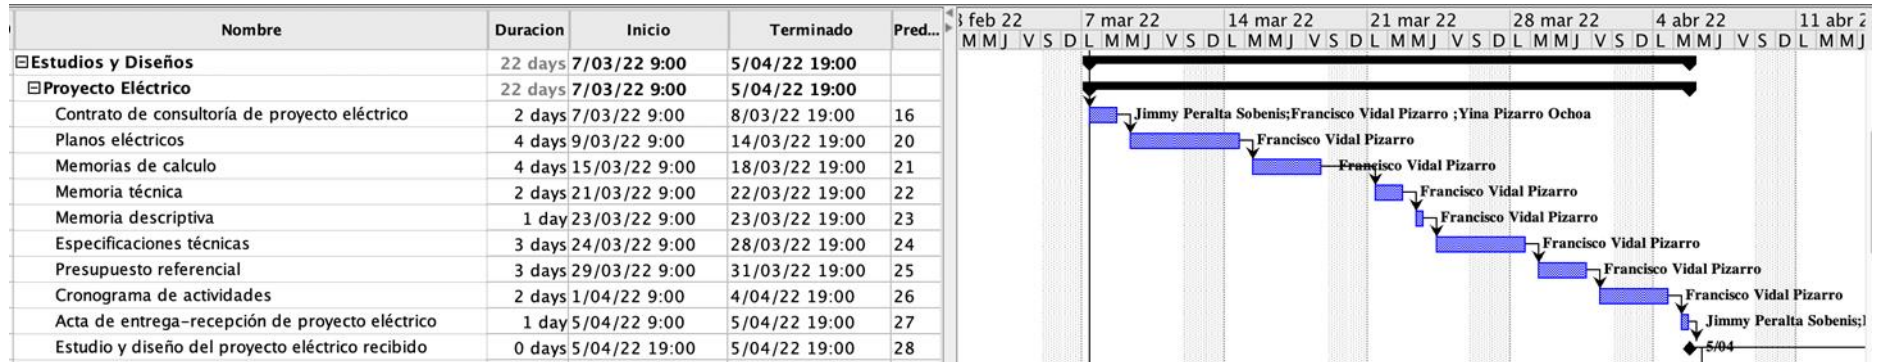 Nombre Duracion Inicio Terminado Pred... feb 22 7 mar 22 14 mar 22 21 mar 22 28 mar 22 4 abr 22 11 abr 2
M M J V S D L M M J V S D L M M J V S D L M M J V S D L M M J V S D L M M J V S D L M M J
Estudios y Diseños 22 days 7/03/22 9:00 5/04/22 19:00
Proyecto Eléctrico 22 days 7/03/22 9:00 5/04/22 19:00
Contrato de consultoría de proyecto eléctrico 2 days 7/03/22 9:00 8/03/22 19:00 16 Jimmy Peralta Sobenis;Francisco Vidal Pizarro ;Yina Pizarro Ochoa
Planos eléctricos 4 days 9/03/22 9:00 14/03/22 19:00 20 Francisco Vidal Pizarro
Memorias de calculo 4 days 15/03/22 9:00 18/03/22 19:00 21 Francisco Vidal Pizarro
Memoria técnica 2 days 21/03/22 9:00 22/03/22 19:00 22 Francisco Vidal Pizarro
Memoria descriptiva 1 day 23/03/22 9:00 23/03/22 19:00 23 Francisco Vidal Pizarro
Especificaciones técnicas 3 days 24/03/22 9:00 28/03/22 19:00 24 Francisco Vidal Pizarro
Presupuesto referencial 3 days 29/03/22 9:00 31/03/22 19:00 25 Francisco Vidal Pizarro
Cronograma de actividades 2 days 1/04/22 9:00 4/04/22 19:00 26 Francisco Vidal Pizarro
Acta de entrega-recepción de proyecto eléctrico 1 day 5/04/22 9:00 5/04/22 19:00 27 Jimmy Peralta Sobenis;
Estudio y diseño del proyecto eléctrico recibido 0 days 5/04/22 19:00 5/04/22 19:00 28 5/04